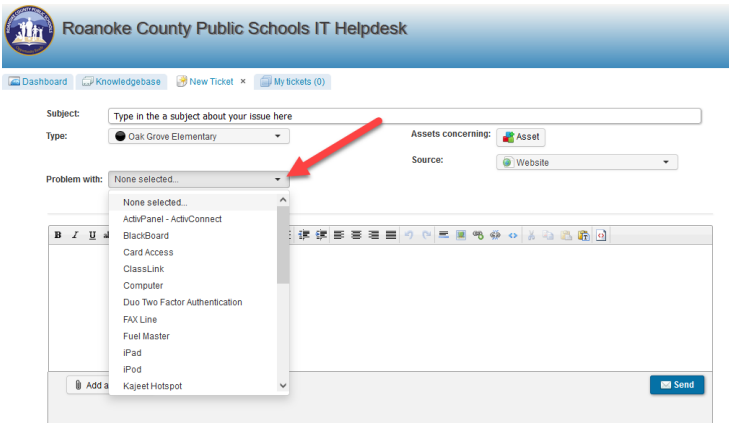 Roanoke County Public Schools IT Helpdesk
Dashboard Knowledgebase New Ticket × My tickets (0)
Subject: Type in the a subject about your issue here
Type: Oak Grove Elementary Assets concerning: Asset
Source: Website
Problem with: None selected...
None selected...
ActivPanel - ActivConnect
BlackBoard
B I U
Card Access
ClassLink
Computer
Duo Two Factor Authentication
FAX Line
Fuel Master
iPad
iPod
Add a Send
Kajeet Hotspot